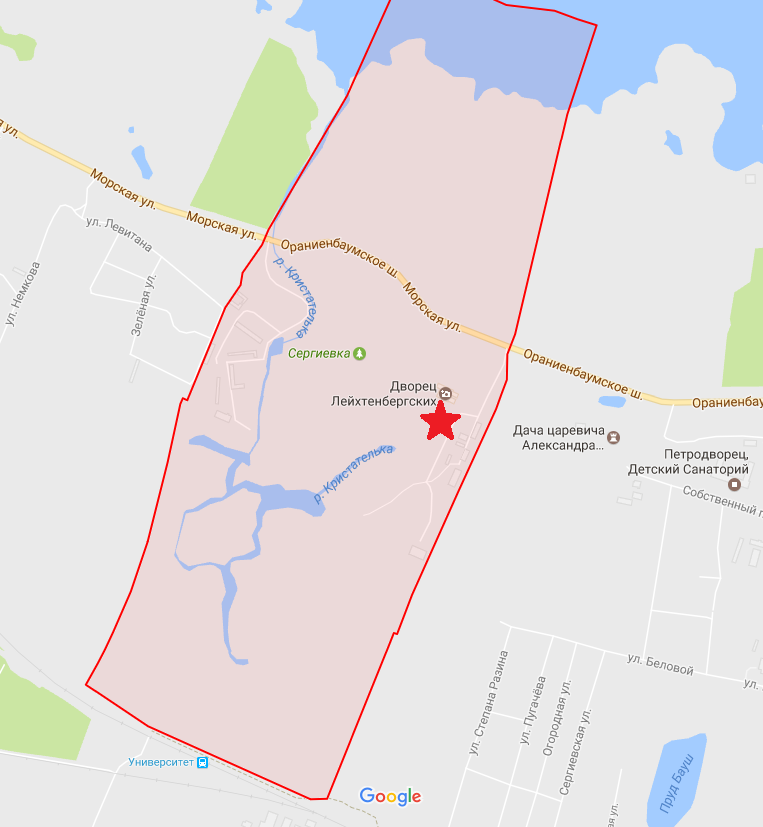 я ул.
Морская ул.
Морская ул.
ул. Левитана
Ораниенбаумское ш.
ул. Немкова
Зелёная ул.
р. Кристателька
Морская ул.
Сергиевка
Ораниенбаумское ш.
Дворец
Лейхтенбергских
Ораниенбау
Дача царевича
Александра...
Петродворец,
Детский Санаторий
р. Кристателька
Собственный п
ул. Беловой
ул.
ул. Степана Разина
ул. Пугачёва
Огородная ул.
Сергиевская ул.
Университет
Пруд Бауш
Google
ул.